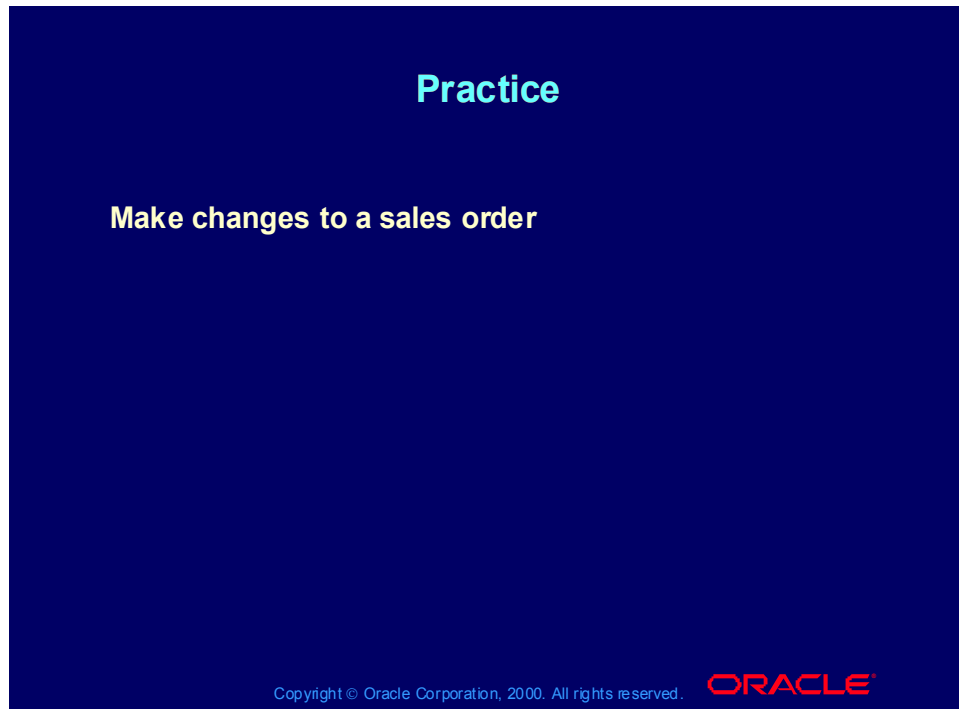 Practice
Make changes to a sales order
Copyright © Oracle Corporation, 2000. All rights reserved.
ORACLE®